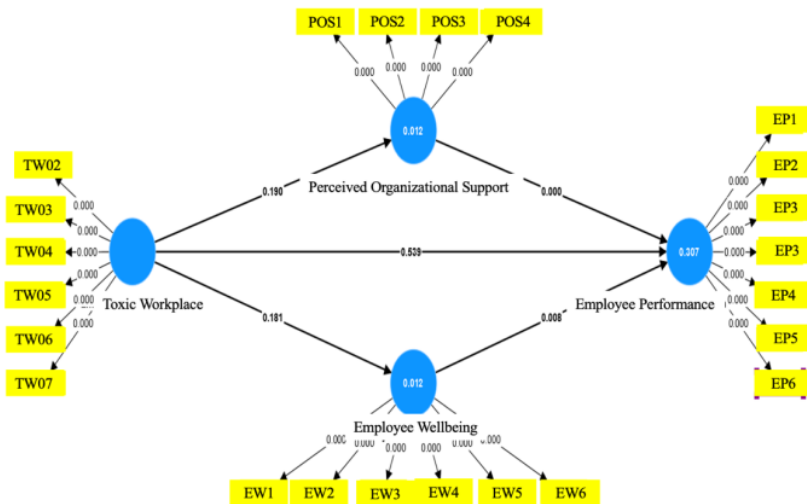 POS1 POS2 POS3 POS4
0.000 0.000 0.000 0.000
0.012
Perceived Organizational Support
TW02
TW03
TW04
TW05
TW06
TW07
0.000
0.000
0.000
0.000
0.000
0.000
Toxic Workplace
0.190
0.539
0.181
0.000
0.008
EP1
EP2
EP3
EP3
EP4
EP5
EP6
0.000
0.000
0.000
0.000
0.000
0.000
0.000
0.307
Employee Performance
0.012
Employee Wellbeing
0.000 0.000 0.000 0.000 0.000 0.000
EW1 EW2 EW3 EW4 EW5 EW6